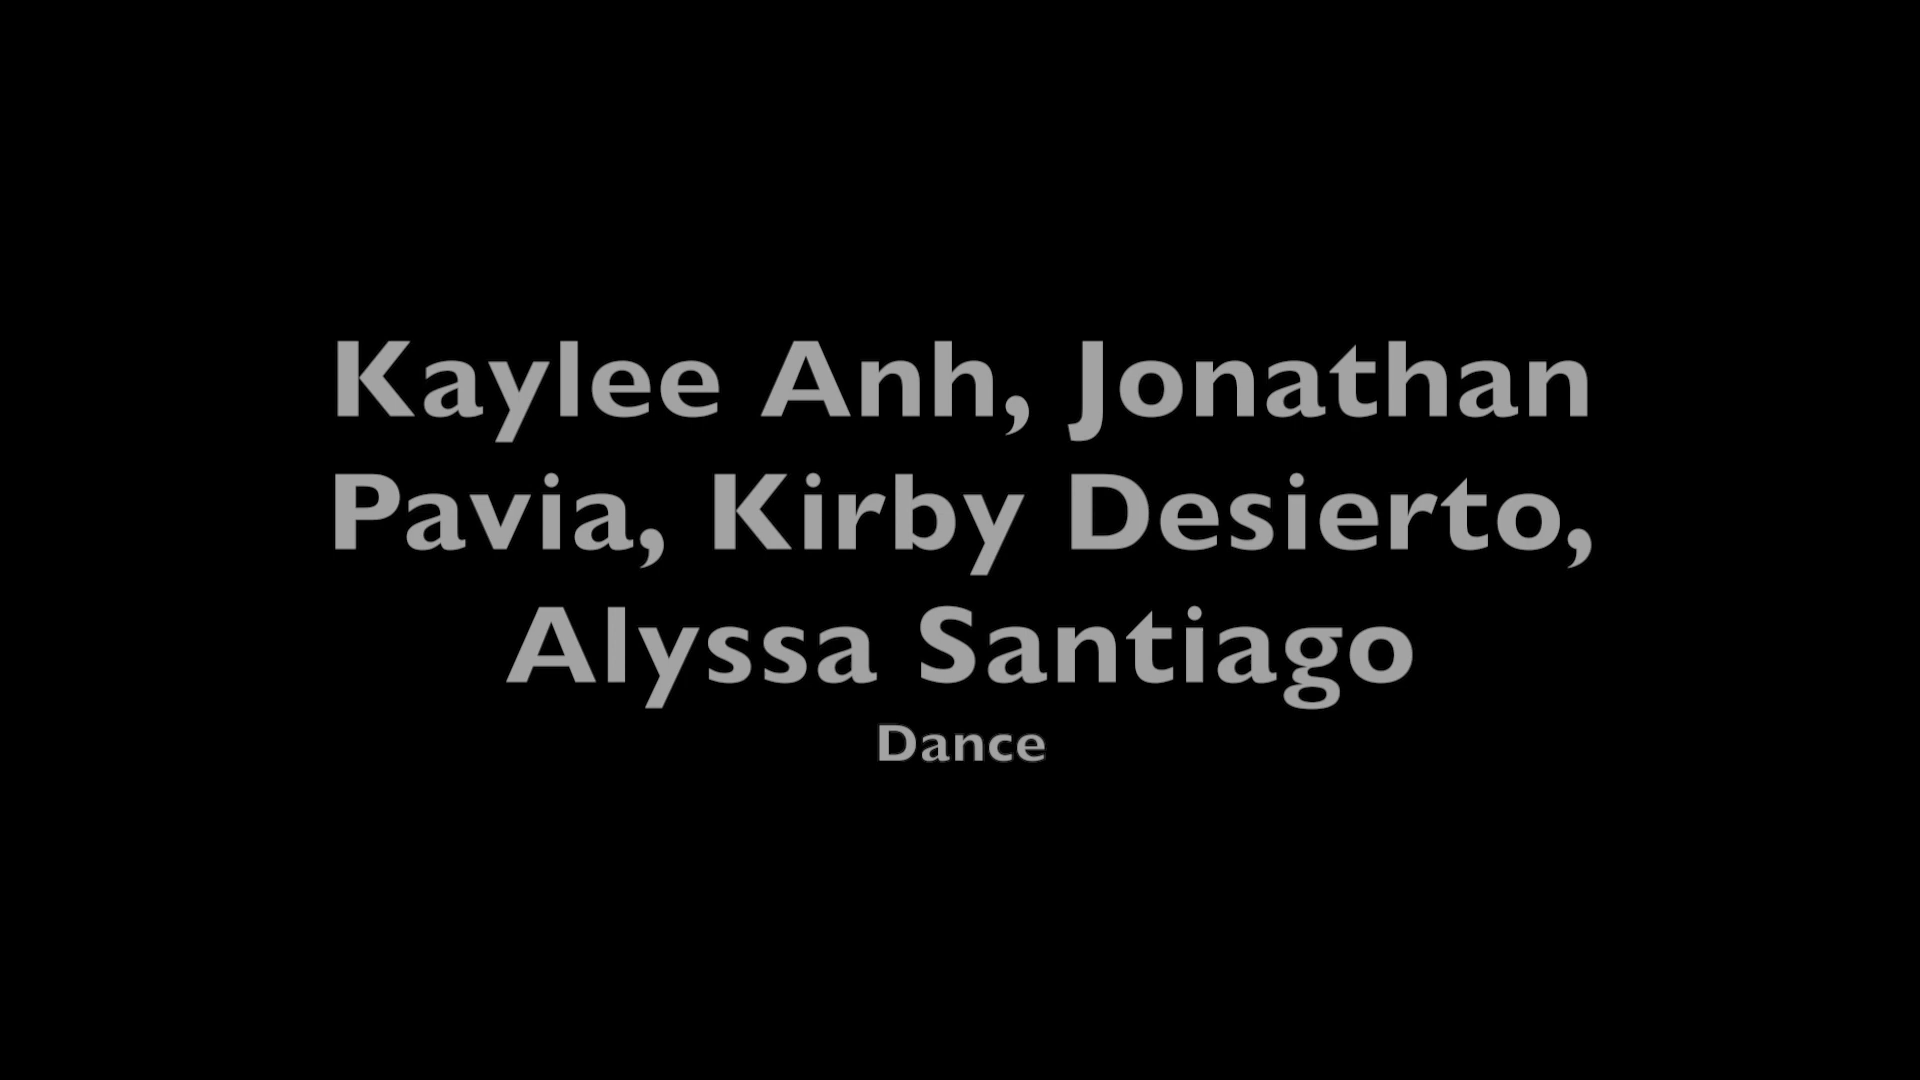 Kaylee Anh, Jonathan
Pavia, Kirby Desierto,
Alyssa Santiago
Dance